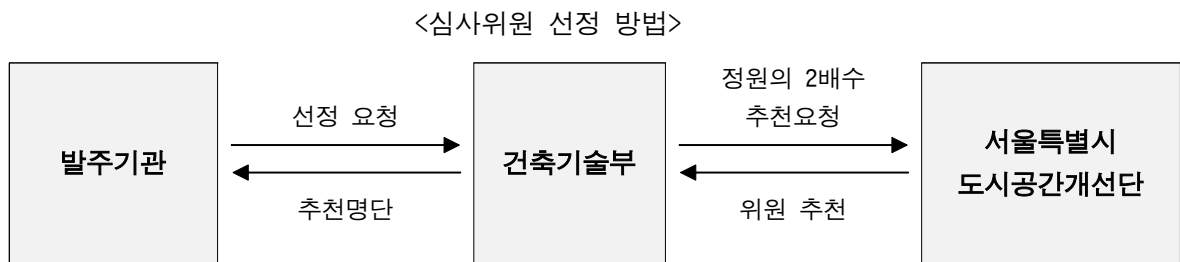 <심사위원 선정 방법>
발주기관
선정 요청
추천명단
건축기술부
정원의 2배수
추천요청
위원 추천
서울특별시
도시공간개선단